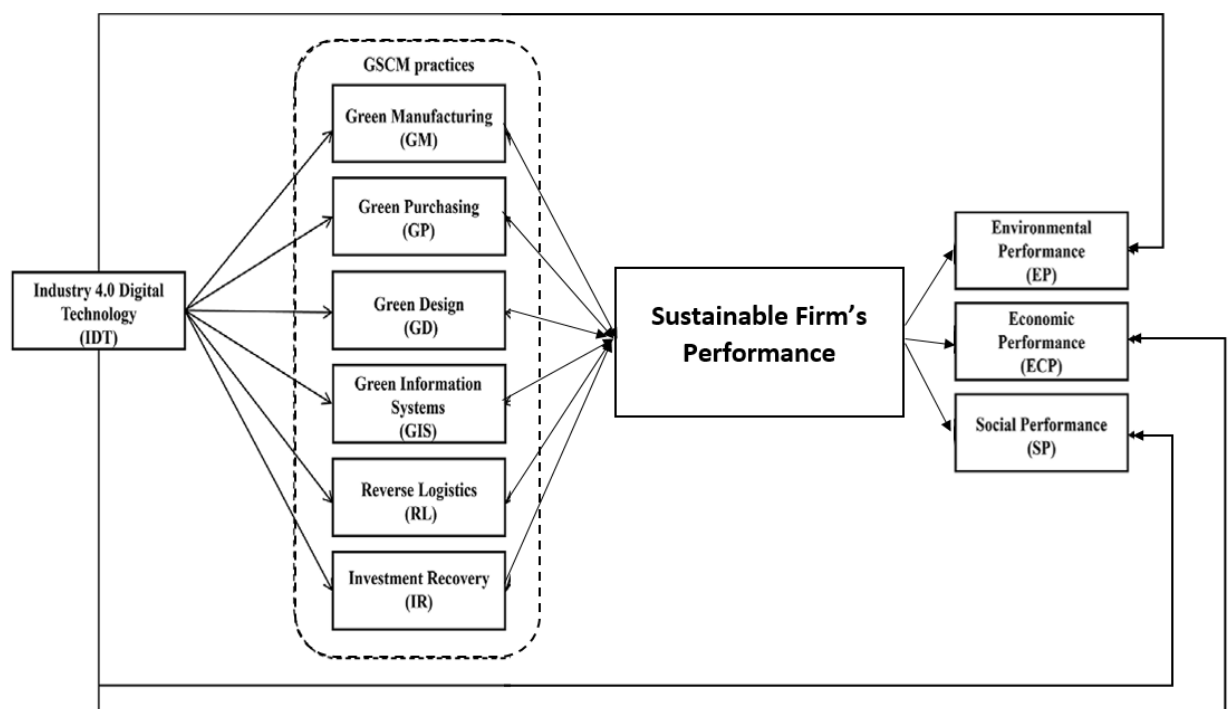 GSCM practices
Green Manufacturing
(GM)
Green Purchasing
(GP)
Green Design
(GD)
Green Information
Systems
(GIS)
Reverse Logistics
(RL)
Investment Recovery
(IR)
Industry 4.0 Digital
Technology
(IDT)
Sustainable Firm’s
Performance
Environmental
Performance
(EP)
Economic
Performance
(ECP)
Social Performance
(SP)